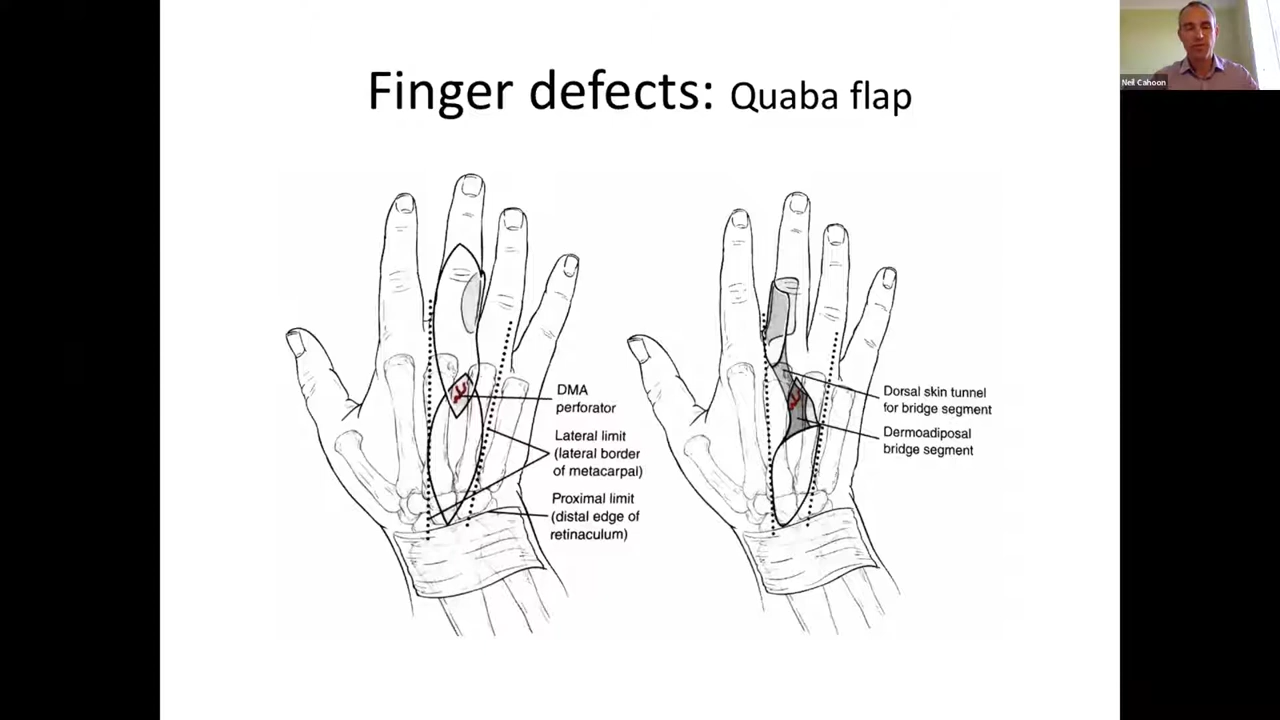 Neil Cahoon
Finger defects: Quaba flap
DMA
perforator
Lateral limit
(lateral border
of metacarpal)
Proximal limit
(distal edge of
retinaculum)
Dorsal skin tunnel
for bridge segment
Dermoadiposal
bridge segment